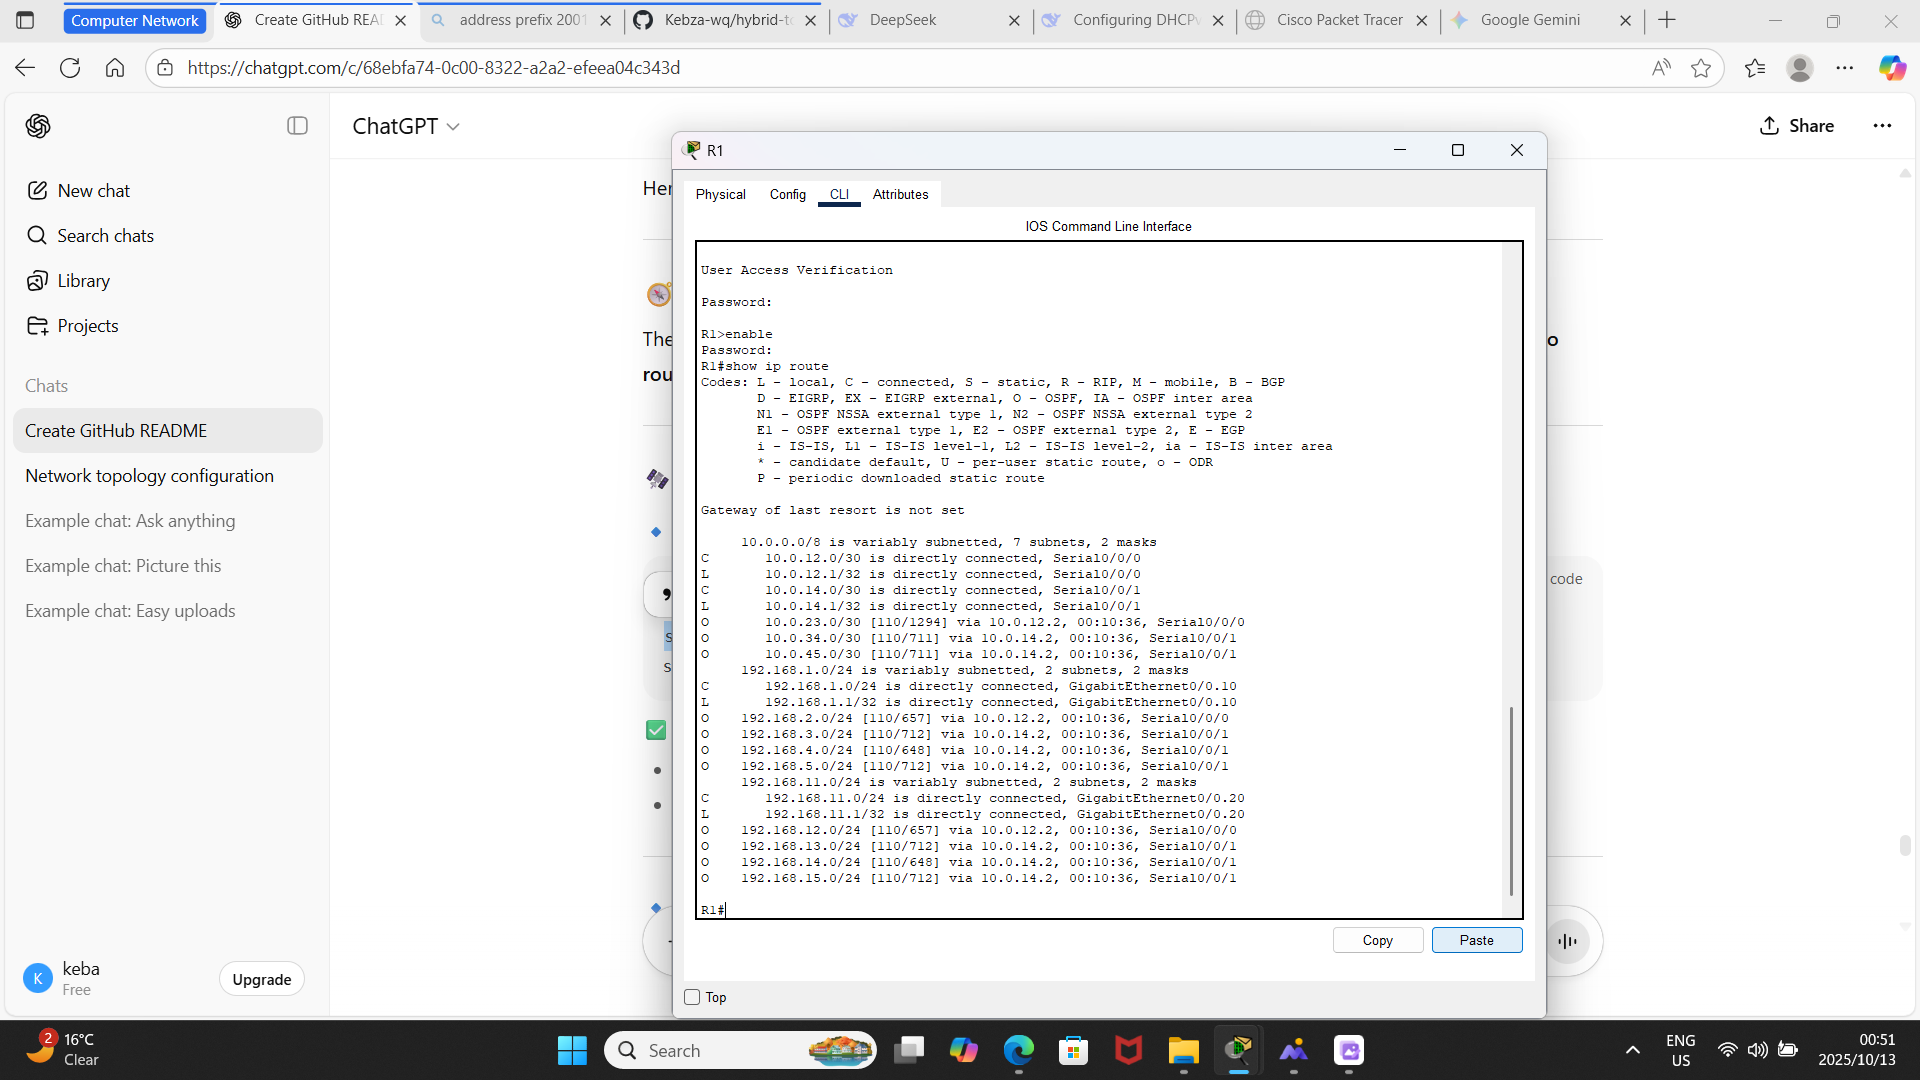 Computer Network
Create GitHub REA
address prefix 2001
Kebza-wq/hybrid-to
DeepSeek
Configuring DHCPv
Cisco Packet Tracer
Google Gemini
https://chatgpt.com/c/68ebfa74-0c00-8322-a2a2-efeea04c343d
ChatGPT
Share
New chat
Search chats
Library
Projects
Chats
Create GitHub README
Network topology configuration
Example chat: Ask anything
Example chat: Picture this
Example chat: Easy uploads
keba
Free
Upgrade
Her
The
rou
o
code
S
s
R1
Physical Config CLI Attributes
IOS Command Line Interface
User Access Verification
Password:
R1>enable
Password:
R1#show ip route
Codes: L - local, C - connected, S - static, R - RIP, M - mobile, B - BGP
D - EIGRP, EX - EIGRP external, O - OSPF, IA - OSPF inter area
N1 - OSPF NSSA external type 1, N2 - OSPF NSSA external type 2
E1 - OSPF external type 1, E2 - OSPF external type 2, E - EGP
i - IS-IS, L1 - IS-IS level-1, L2 - IS-IS level-2, ia - IS-IS inter area
* - candidate default, U - per-user static route, o - ODR
P - periodic downloaded static route
Gateway of last resort is not set
10.0.0.0/8 is variably subnetted, 7 subnets, 2 masks
C 10.0.12.0/30 is directly connected, Serial0/0/0
L 10.0.12.1/32 is directly connected, Serial0/0/0
C 10.0.14.0/30 is directly connected, Serial0/0/1
L 10.0.14.1/32 is directly connected, Serial0/0/1
O 10.0.23.0/30 [110/1294] via 10.0.12.2, 00:10:36, Serial0/0/0
O 10.0.34.0/30 [110/711] via 10.0.14.2, 00:10:36, Serial0/0/1
O 10.0.45.0/30 [110/711] via 10.0.14.2, 00:10:36, Serial0/0/1
192.168.1.0/24 is variably subnetted, 2 subnets, 2 masks
C 192.168.1.0/24 is directly connected, GigabitEthernet0/0.10
L 192.168.1.1/32 is directly connected, GigabitEthernet0/0.10
O 192.168.2.0/24 [110/657] via 10.0.12.2, 00:10:36, Serial0/0/0
O 192.168.3.0/24 [110/712] via 10.0.14.2, 00:10:36, Serial0/0/1
O 192.168.4.0/24 [110/648] via 10.0.14.2, 00:10:36, Serial0/0/1
O 192.168.5.0/24 [110/712] via 10.0.14.2, 00:10:36, Serial0/0/1
192.168.11.0/24 is variably subnetted, 2 subnets, 2 masks
C 192.168.11.0/24 is directly connected, GigabitEthernet0/0.20
L 192.168.11.1/32 is directly connected, GigabitEthernet0/0.20
O 192.168.12.0/24 [110/657] via 10.0.12.2, 00:10:36, Serial0/0/0
O 192.168.13.0/24 [110/712] via 10.0.14.2, 00:10:36, Serial0/0/1
O 192.168.14.0/24 [110/648] via 10.0.14.2, 00:10:36, Serial0/0/1
O 192.168.15.0/24 [110/712] via 10.0.14.2, 00:10:36, Serial0/0/1
R1#
Copy
Paste
Top
2
16°C
Clear
Search
ENG
US
00:51
2025/10/13